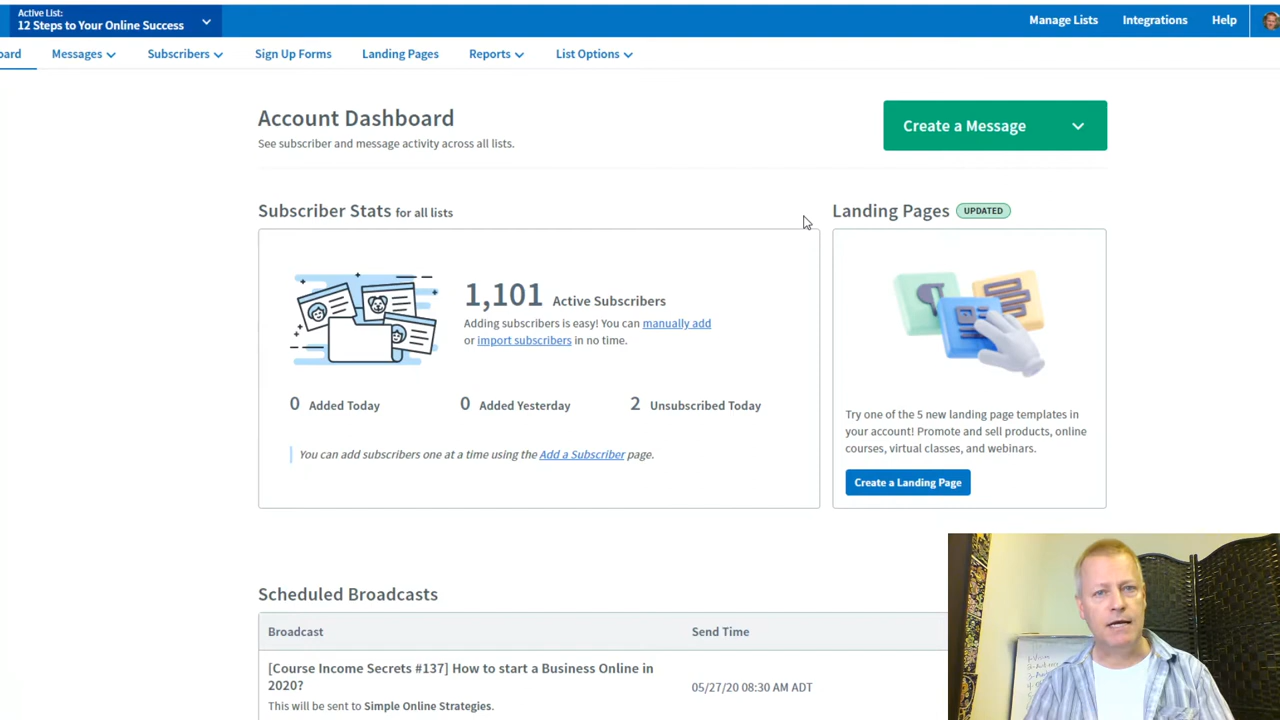 Active List:
12 Steps to Your Online Success
Manage Lists Integrations Help
oard Messages Subscribers Sign Up Forms Landing Pages Reports List Options
Account Dashboard
See subscriber and message activity across all lists.
Create a Message
Subscriber Stats for all lists
1,101 Active Subscribers
Adding subscribers is easy! You can manually add
or import subscribers in no time.
0 Added Today 0 Added Yesterday 2 Unsubscribed Today
You can add subscribers one at a time using the Add a Subscriber page.
Landing Pages UPDATED
Try one of the 5 new landing page templates in
your account! Promote and sell products, online
courses, virtual classes, and webinars.
Create a Landing Page
Scheduled Broadcasts
Broadcast Send Time
[Course Income Secrets #137] How to start a Business Online in
2020?
05/27/20 08:30 AM ADT
This will be sent to Simple Online Strategies.